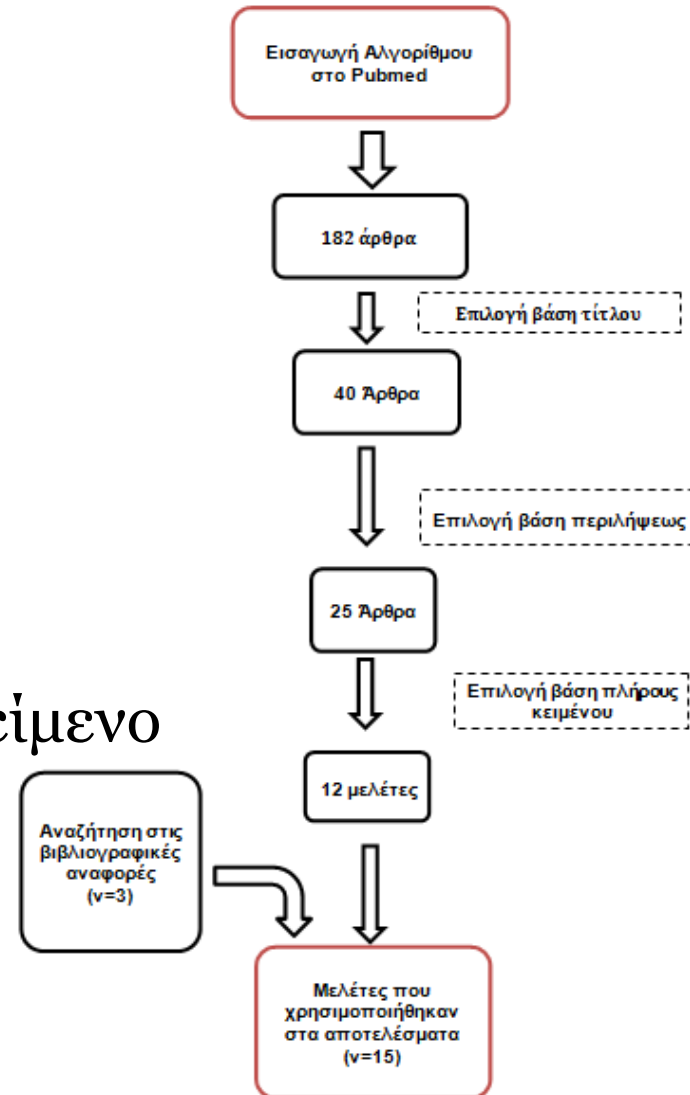 Εισαγωγή Αλγορίθμου
στο Pubmed
182 άρθρα
Επιλογή βάση τίτλου
40 Άρθρα
Επιλογή βάση περιλήψεως
25 Άρθρα
Επιλογή βάση πλήρους
κειμένου
είμενο
12 μελέτες
Αναζήτηση στις
βιβλιογραφικές
αναφορές
(ν=3)
Μελέτες που
χρησιμοποιήθηκαν
στα αποτελέσματα
(ν=15)